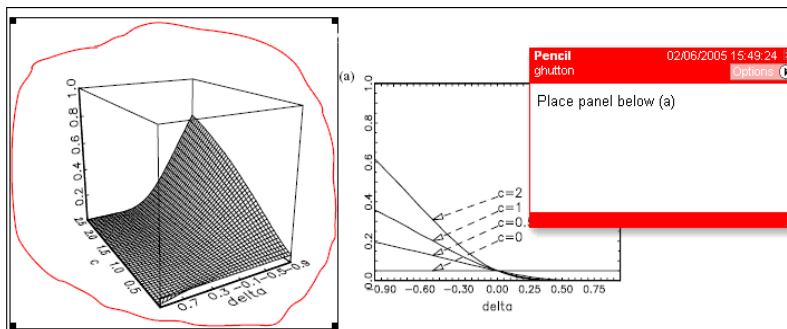 1.0
0.8
0.6
0.4
0.2
2.5
2.0
1.5
1.0
0.5
c
0.7
0.3
-0.1
-0.5
-0.9
delta
(a)
1.0
0.8
0.6
0.4
0.2
0
c=2
c=1
c=0.5
c=0
-0.90
-0.60
-0.30
0.00
0.25
0.50
0.75
delta
Pencil 02/06/2005 15:49:24
ghutton Options
Place panel below (a)